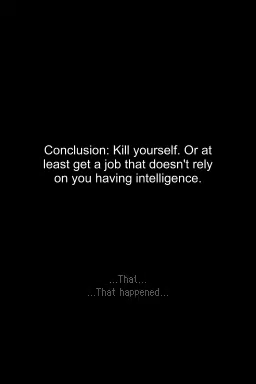 Conclusion: Kill yourself. Or at
least get a job that doesn't rely
on you having intelligence.
...That...
...That happened...